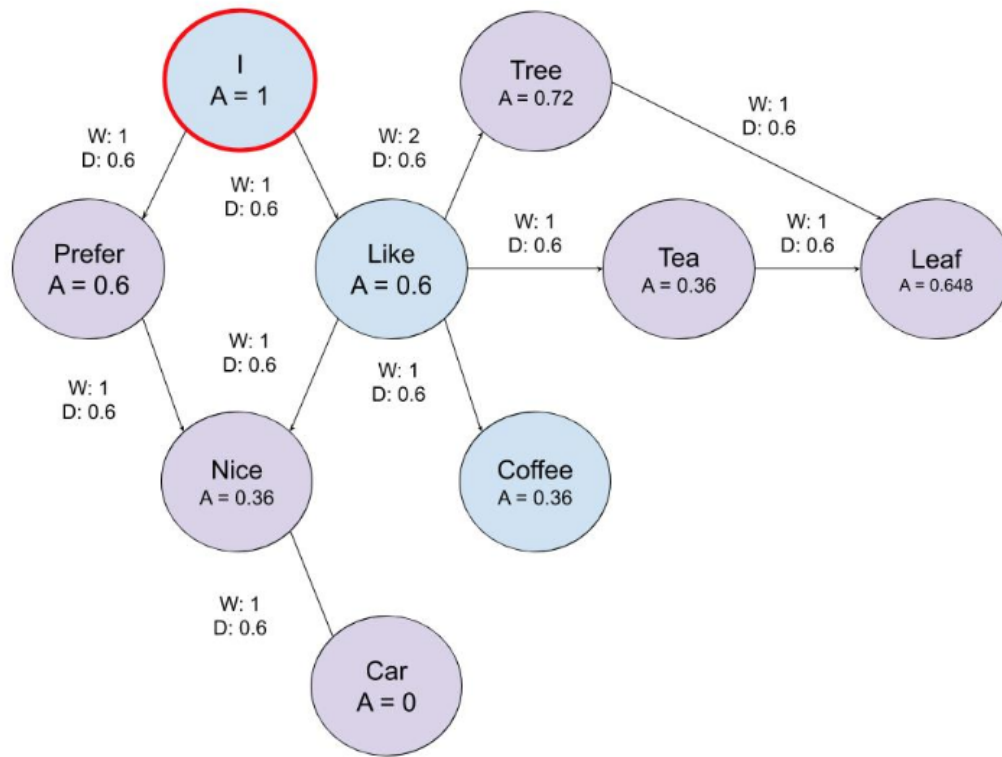 I
A = 1
Tree
A = 0.72
W: 1
D: 0.6
W: 1
D: 0.6
W: 2
D: 0.6
W: 1
D: 0.6
Prefer
A = 0.6
Like
A = 0.6
W: 1
D: 0.6
Tea
A = 0.36
W: 1
D: 0.6
Leaf
A = 0.648
W: 1
D: 0.6
W: 1
D: 0.6
W: 1
D: 0.6
Nice
A = 0.36
Coffee
A = 0.36
W: 1
D: 0.6
Car
A = 0